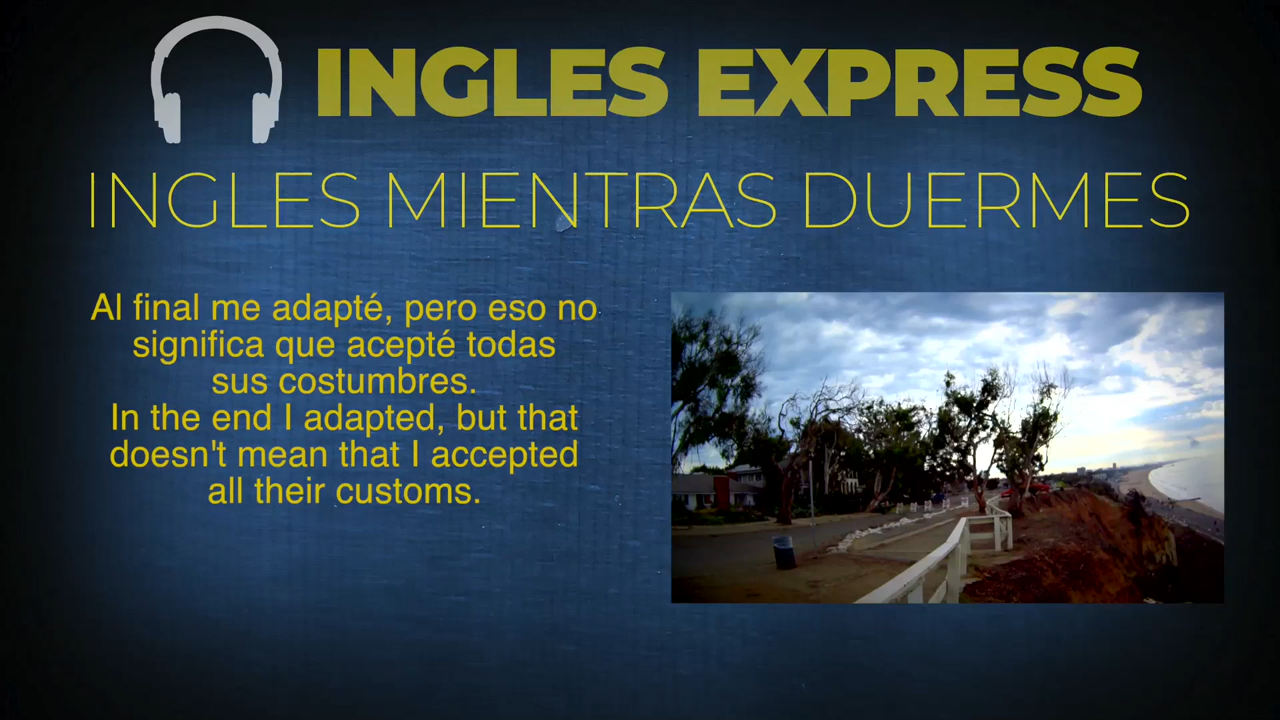 INGLES EXPRESS
INGLES MIENTRAS DUERMES
Al final me adapté, pero eso no
significa que acepté todas
sus costumbres.
In the end I adapted, but that
doesn't mean that I accepted
all their customs.